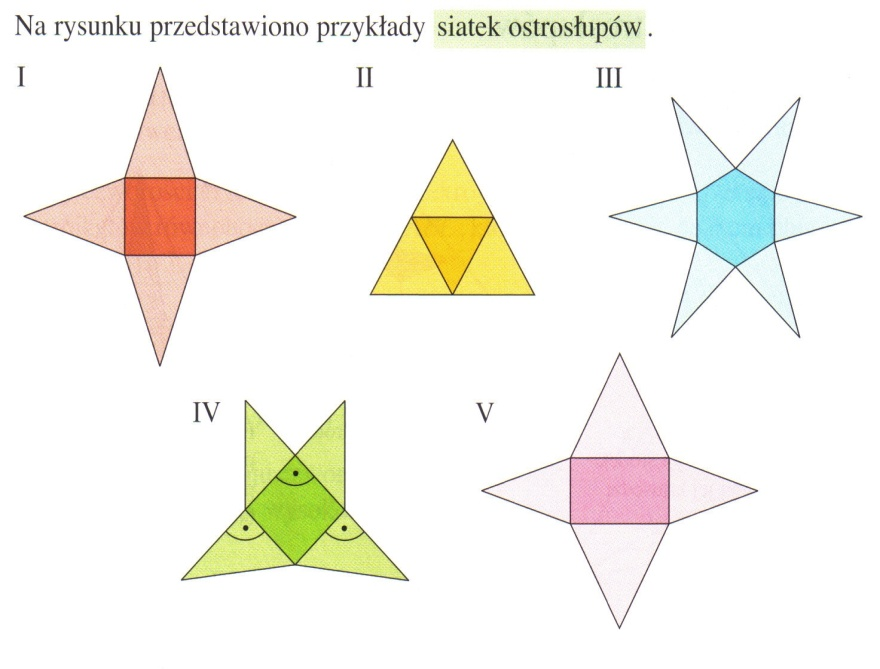 Na rysunku przedstawiono przykłady siatek ostrosłupów.
I
II
III
IV
V